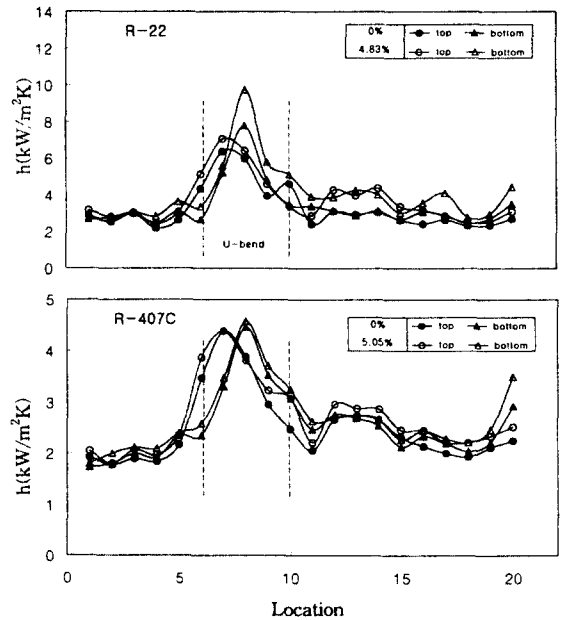 14
12
10
8
6
4
2
0
h(kW/m²K)
R-22
0% top bottom
4.83% top bottom
U-bend
5
4
3
2
1
0
h(kW/m²K)
R-407C
0% top bottom
5.05% top bottom
0 5 10 15 20
Location